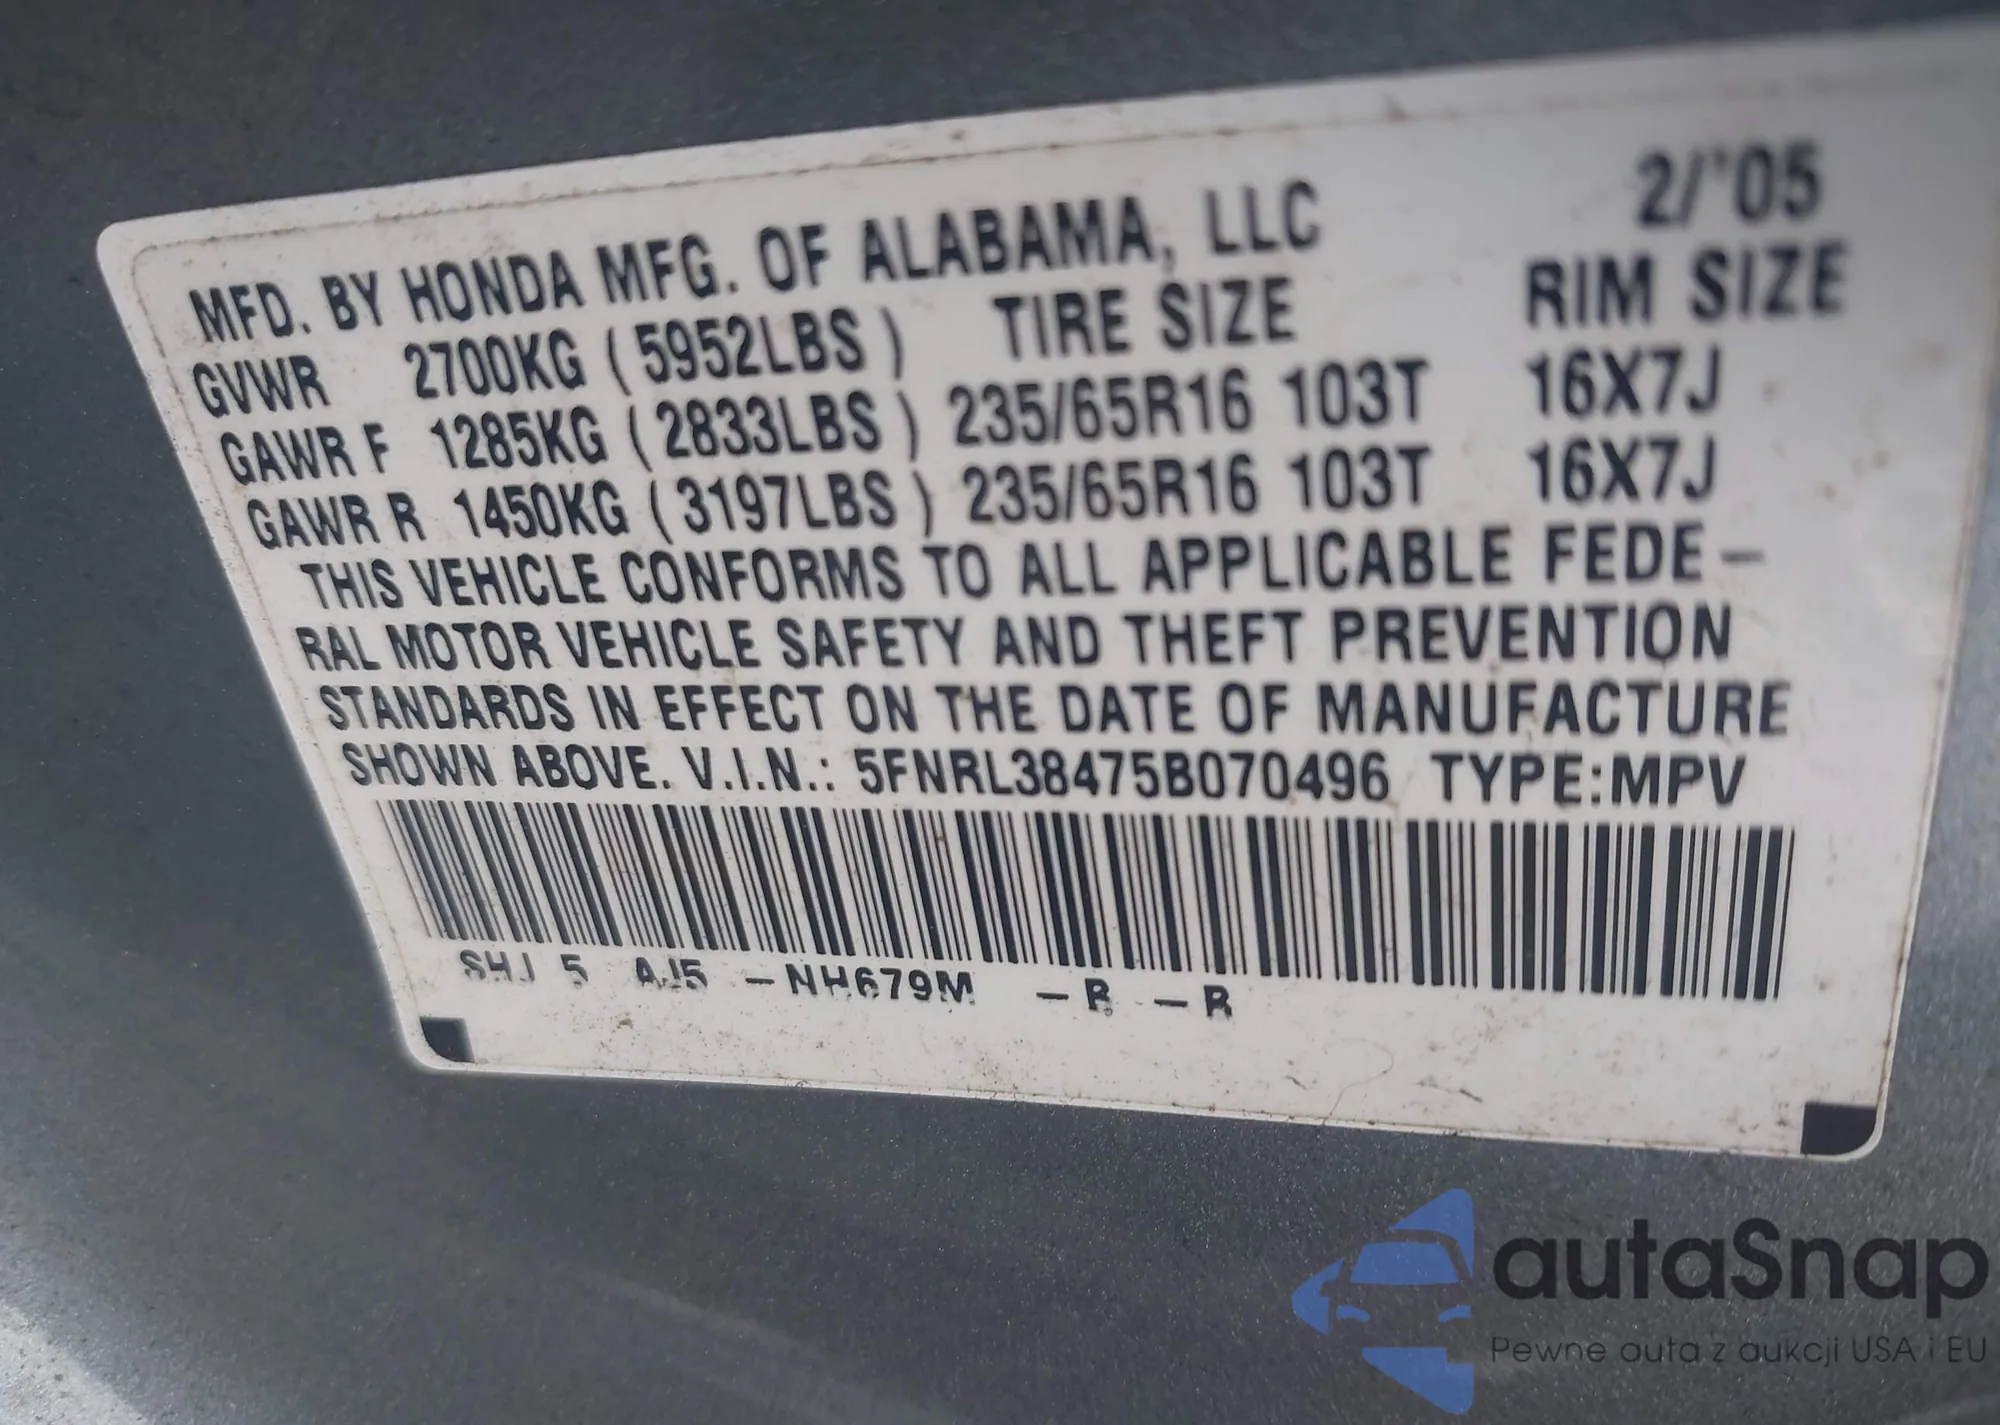 2/'05
MFD. BY HONDA MFG. OF ALABAMA, LLC
GVWR 2700KG (5952LBS) TIRE SIZE RIM SIZE
GAWR F 1285KG (2833LBS) 235/65R16 103T 16X7J
GAWR R 1450KG (3197LBS) 235/65R16 103T 16X7J
THIS VEHICLE CONFORMS TO ALL APPLICABLE FEDE-
RAL MOTOR VEHICLE SAFETY AND THEFT PREVENTION
STANDARDS IN EFFECT ON THE DATE OF MANUFACTURE
SHOWN ABOVE. V.I.N.: 5FNRL38475B070496 TYPE:MPV
SHJ 5 AJ5 -NH679M -B -B
autaSnap
Pewne auta z aukcji USA i EU